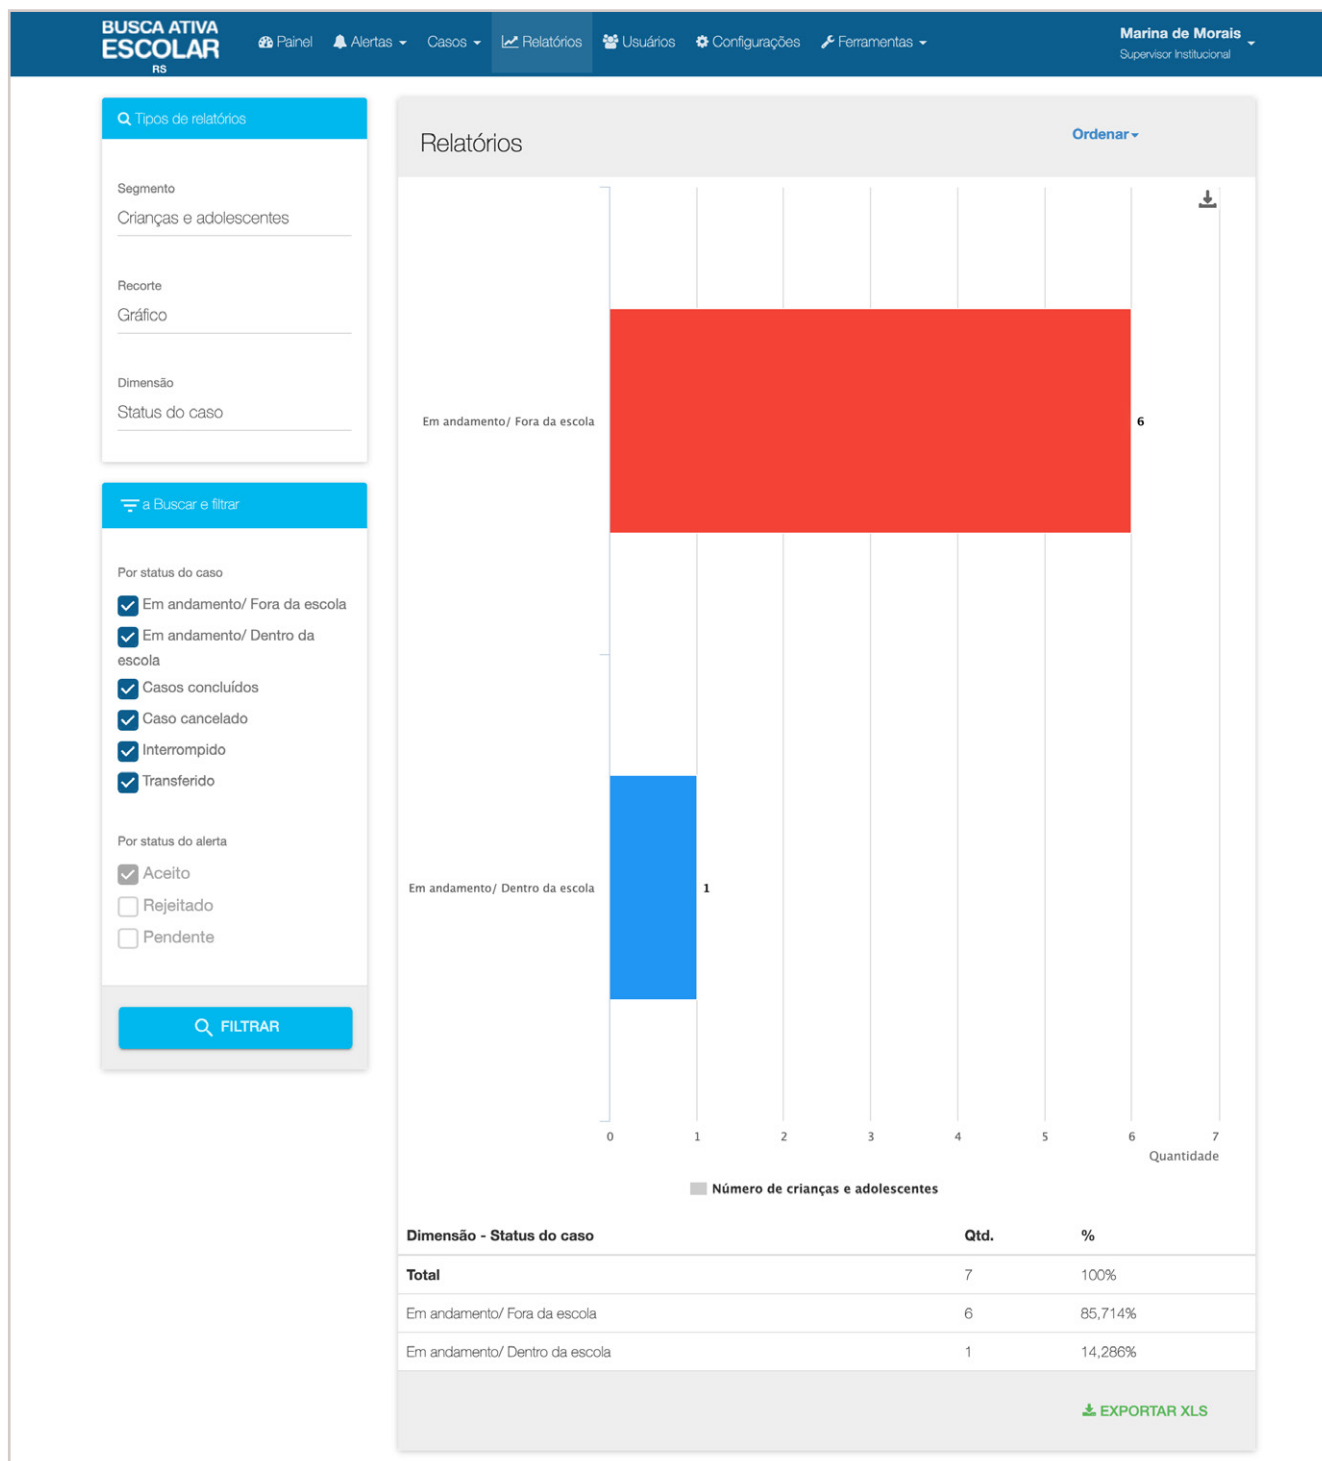 BUSCA ATIVA
ESCOLAR
RS
Painel Alertas Casos Relatórios Usuários Configurações Ferramentas
Marina de Morais
Supervisor Institucional
Tipos de relatórios
Segmento
Crianças e adolescentes
Recorte
Gráfico
Dimensão
Status do caso
a Buscar e filtrar
Por status do caso
Em andamento/ Fora da escola
Em andamento/ Dentro da
escola
Casos concluídos
Caso cancelado
Interrompido
Transferido
Por status do alerta
Aceito
Rejeitado
Pendente
FILTRAR
Relatórios
Ordenar
Em andamento/ Fora da escola
6
Em andamento/ Dentro da escola
1
0 1 2 3 4 5 6 7
Quantidade
Número de crianças e adolescentes
Dimensão - Status do caso Qtd. %
Total 7 100%
Em andamento/ Fora da escola 6 85,714%
Em andamento/ Dentro da escola 1 14,286%
EXPORTAR XLS